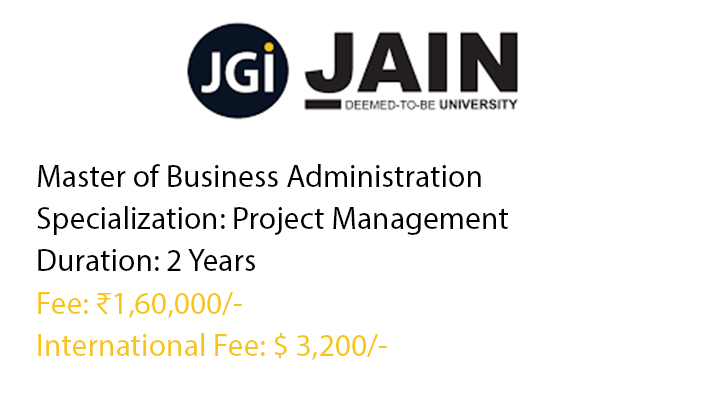 JGi JAIN
DEEMED-TO-BE UNIVERSITY
Master of Business Administration
Specialization: Project Management
Duration: 2 Years
Fee: ₹1,60,000/-
International Fee: $ 3,200/-